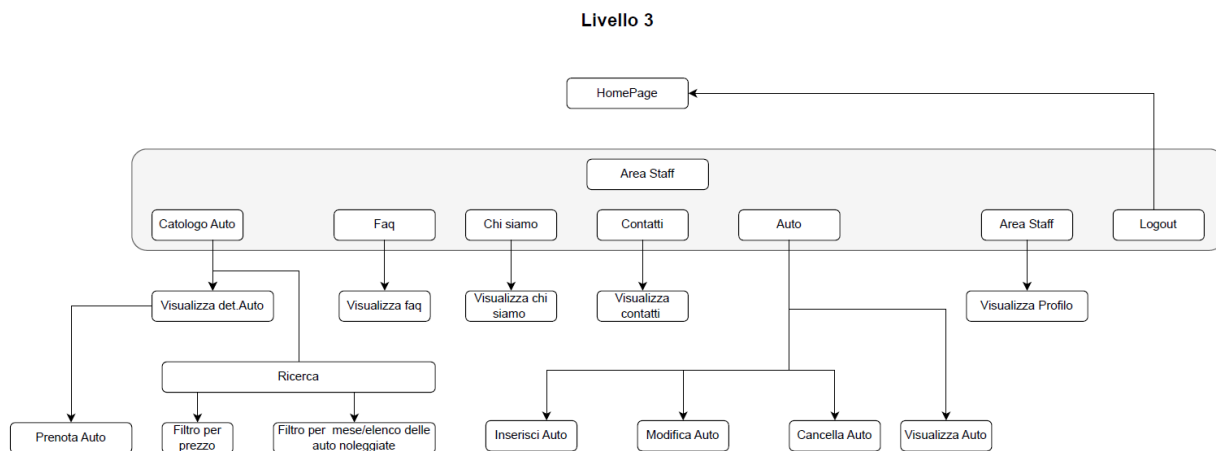 Livello 3
HomePage
Area Staff
Catologo Auto
Faq
Chi siamo
Contatti
Auto
Area Staff
Logout
Visualizza det.Auto
Visualizza faq
Visualizza chi
siamo
Visualizza
contatti
Visualizza Profilo
Ricerca
Prenota Auto
Filtro per
prezzo
Filtro per mese/elenco delle
auto noleggiate
Inserisci Auto
Modifica Auto
Cancella Auto
Visualizza Auto